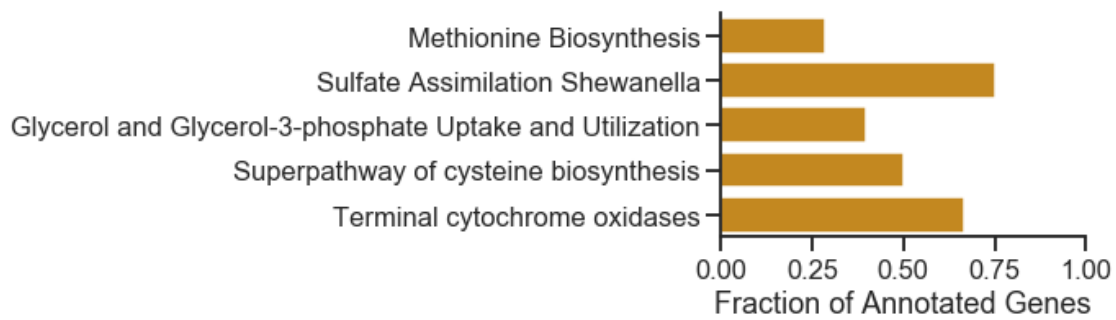 Methionine Biosynthesis
Sulfate Assimilation Shewanella
Glycerol and Glycerol-3-phosphate Uptake and Utilization
Superpathway of cysteine biosynthesis
Terminal cytochrome oxidases
0.00 0.25 0.50 0.75 1.00
Fraction of Annotated Genes